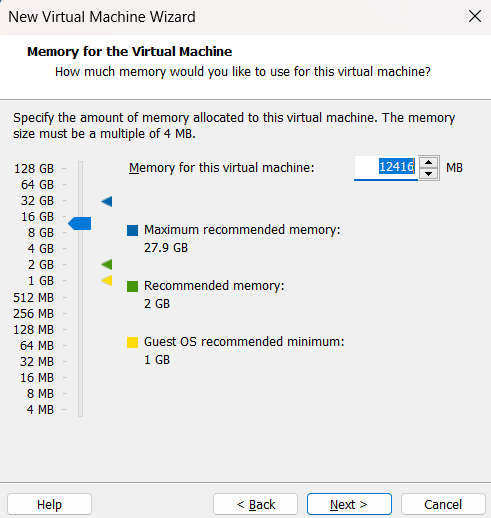 New Virtual Machine Wizard
Memory for the Virtual Machine
How much memory would you like to use for this virtual machine?
Specify the amount of memory allocated to this virtual machine. The memory
size must be a multiple of 4 MB.
Memory for this virtual machine: 12416 MB
128 GB
64 GB
32 GB
16 GB
8 GB
4 GB
2 GB
1 GB
512 MB
256 MB
128 MB
64 MB
32 MB
16 MB
8 MB
4 MB
Maximum recommended memory:
27.9 GB
Recommended memory:
2 GB
Guest OS recommended minimum:
1 GB
Help
< Back
Next >
Cancel